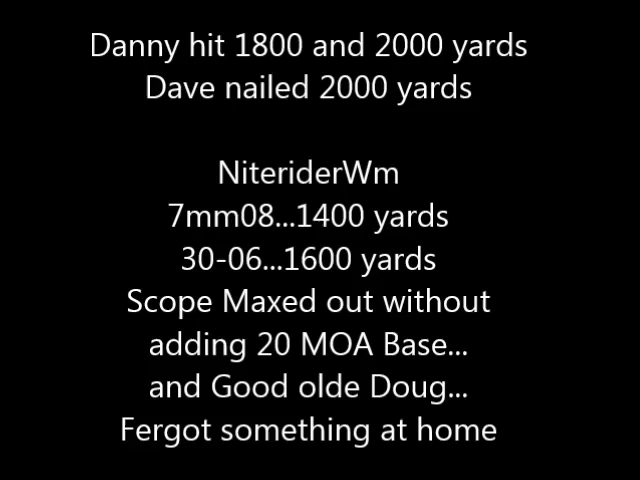 Danny hit 1800 and 2000 yards
Dave nailed 2000 yards
NiteriderWm
7mm08...1400 yards
30-06...1600 yards
Scope Maxed out without
adding 20 MOA Base...
and Good olde Doug...
Fergot something at home